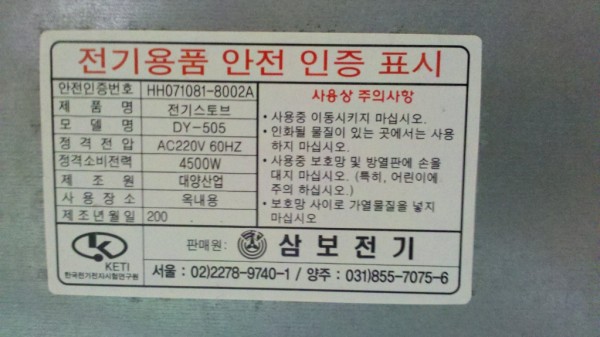 전기용품 안전 인증 표시
안전인증번호 HH071081-8002A
제 품 명 전기스토브
모 델 명 DY-505
정 격 전 압 AC220V 60HZ
정격소비전력 4500W
제 조 원 대양산업
사 용 장 소 옥내용
제조년월일 200 .
사용상 주의사항
• 사용중 이동시키지 마십시오.
• 인화될 물질이 있는 곳에서는 사용
하지 마십시오.
• 사용중 보호망 및 방열판에 손을
대지 마십시오. (특히, 어린이에
주의 하십시오.)
• 보호망 사이로 가열물질을 넣지
마십시오
KETI
한국전기전자시험연구원
판매원: 삼보전기
서울 : 02)2278-9740-1 / 양주 : 031)855-7075-6